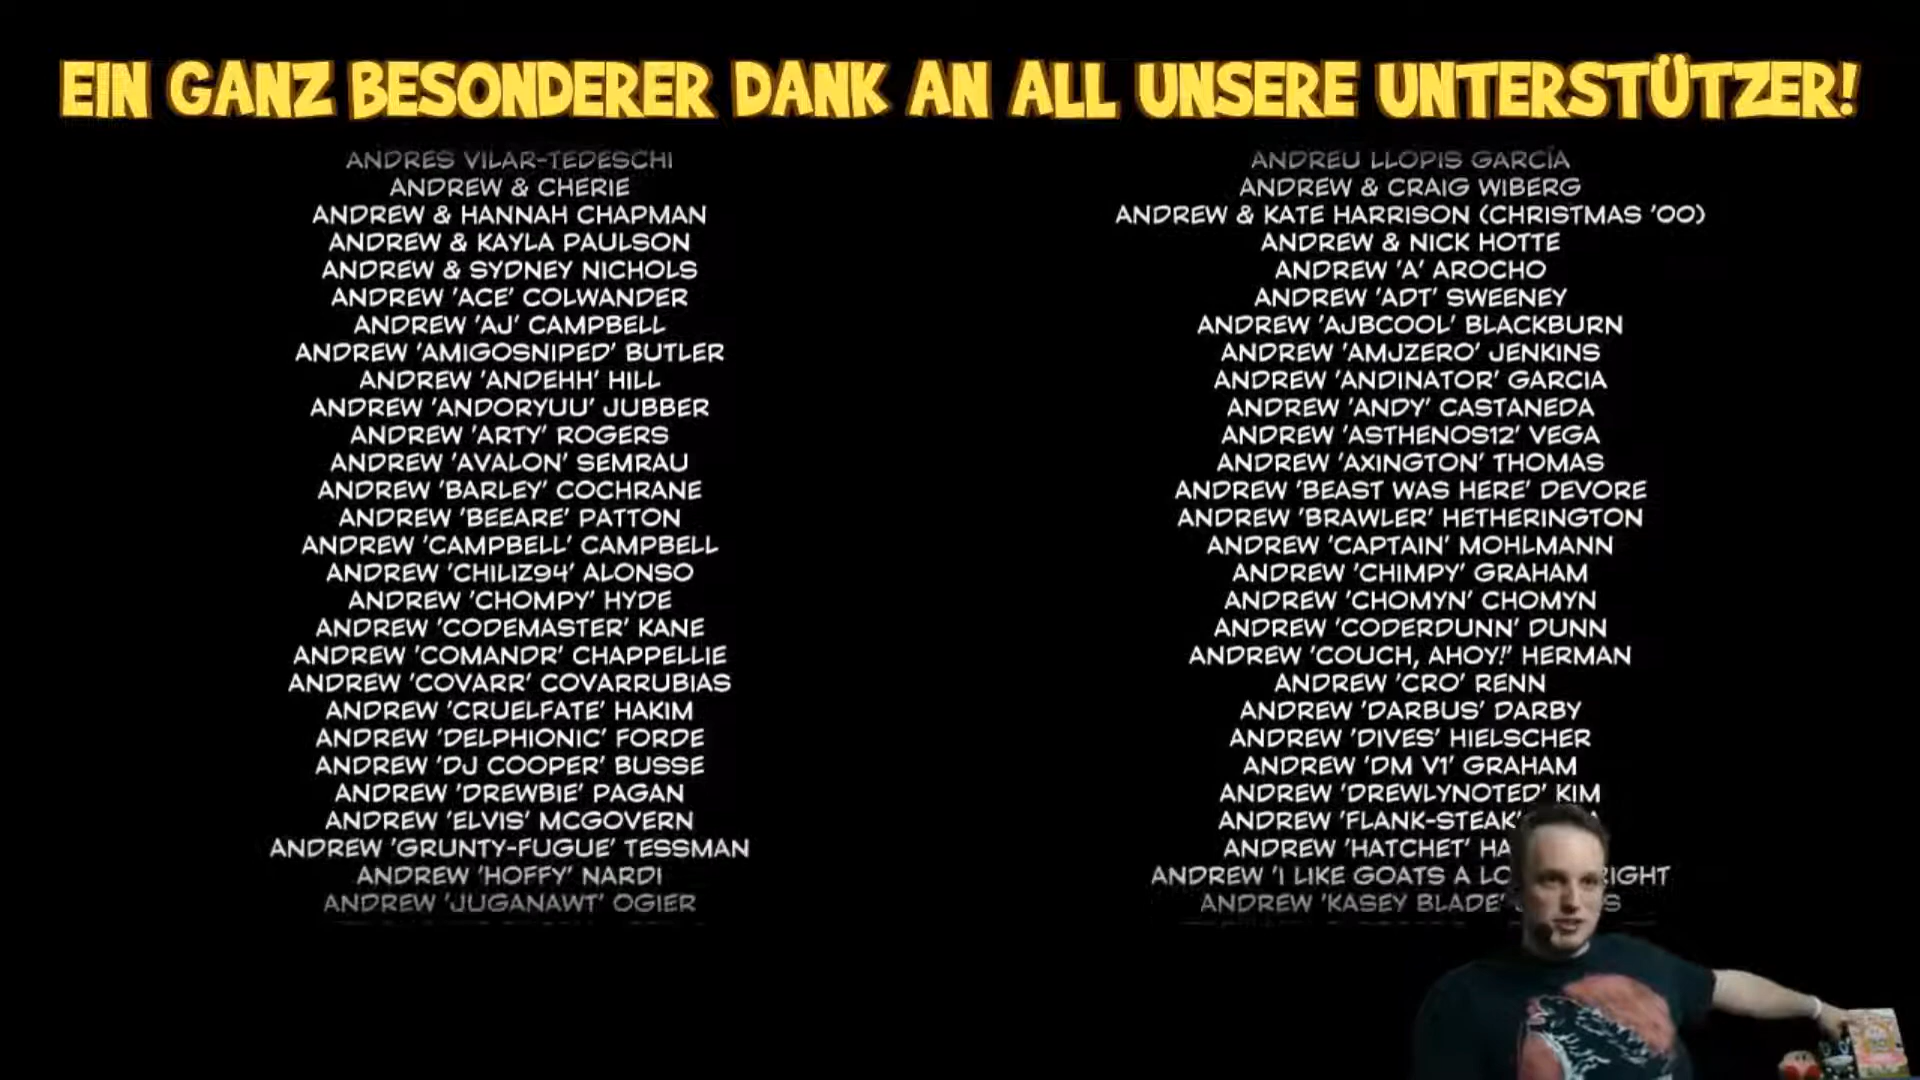 EIN GANZ BESONDERER DANK AN ALL UNSERE UNTERSTÜTZER!
ANDRES VILAR-TEDESCHI
ANDREW & CHERIE
ANDREW & HANNAH CHAPMAN
ANDREW & KAYLA PAULSON
ANDREW & SYDNEY NICHOLS
ANDREW 'ACE' COLWANDER
ANDREW 'AJ' CAMPBELL
ANDREW 'AMIGOSNIPED' BUTLER
ANDREW 'ANDEHH' HILL
ANDREW 'ANDORYUU' JUBBER
ANDREW 'ARTY' ROGERS
ANDREW 'AVALON' SEMRAU
ANDREW 'BARLEY' COCHRANE
ANDREW 'BEEARE' PATTON
ANDREW 'CAMPBELL' CAMPBELL
ANDREW 'CHILIZ94' ALONSO
ANDREW 'CHOMPY' HYDE
ANDREW 'CODEMASTER' KANE
ANDREW 'COMANDR' CHAPPELLIE
ANDREW 'COVARR' COVARRUBIAS
ANDREW 'CRUELFATE' HAKIM
ANDREW 'DELPHIONIC' FORDE
ANDREW 'DJ COOPER' BUSSE
ANDREW 'DREWBIE' PAGAN
ANDREW 'ELVIS' MCGOVERN
ANDREW 'GRUNTY-FUGUE' TESSMAN
ANDREW 'HOFFY' NARDI
ANDREW 'JUGANAWT' OGIER
ANDREU LLOPIS GARCÍA
ANDREW & CRAIG WIBERG
ANDREW & KATE HARRISON (CHRISTMAS '00)
ANDREW & NICK HOTTE
ANDREW 'A' AROCHO
ANDREW 'ADT' SWEENEY
ANDREW 'AJBCOOL' BLACKBURN
ANDREW 'AMJZERO' JENKINS
ANDREW 'ANDINATOR' GARCIA
ANDREW 'ANDY' CASTANEDA
ANDREW 'ASTHENOS12' VEGA
ANDREW 'AXINGTON' THOMAS
ANDREW 'BEAST WAS HERE' DEVORE
ANDREW 'BRAWLER' HETHERINGTON
ANDREW 'CAPTAIN' MOHLMANN
ANDREW 'CHIMPY' GRAHAM
ANDREW 'CHOMYN' CHOMYN
ANDREW 'CODERDUNN' DUNN
ANDREW 'COUCH, AHOY!' HERMAN
ANDREW 'CRO' RENN
ANDREW 'DARBUS' DARBY
ANDREW 'DIVES' HIELSCHER
ANDREW 'DM V1' GRAHAM
ANDREW 'DREWLYNOTED' KIM
ANDREW 'FLANK-STEAK'
ANDREW 'HATCHET'
ANDREW 'I LIKE GOATS A
ANDREW 'KASEY BLADE'